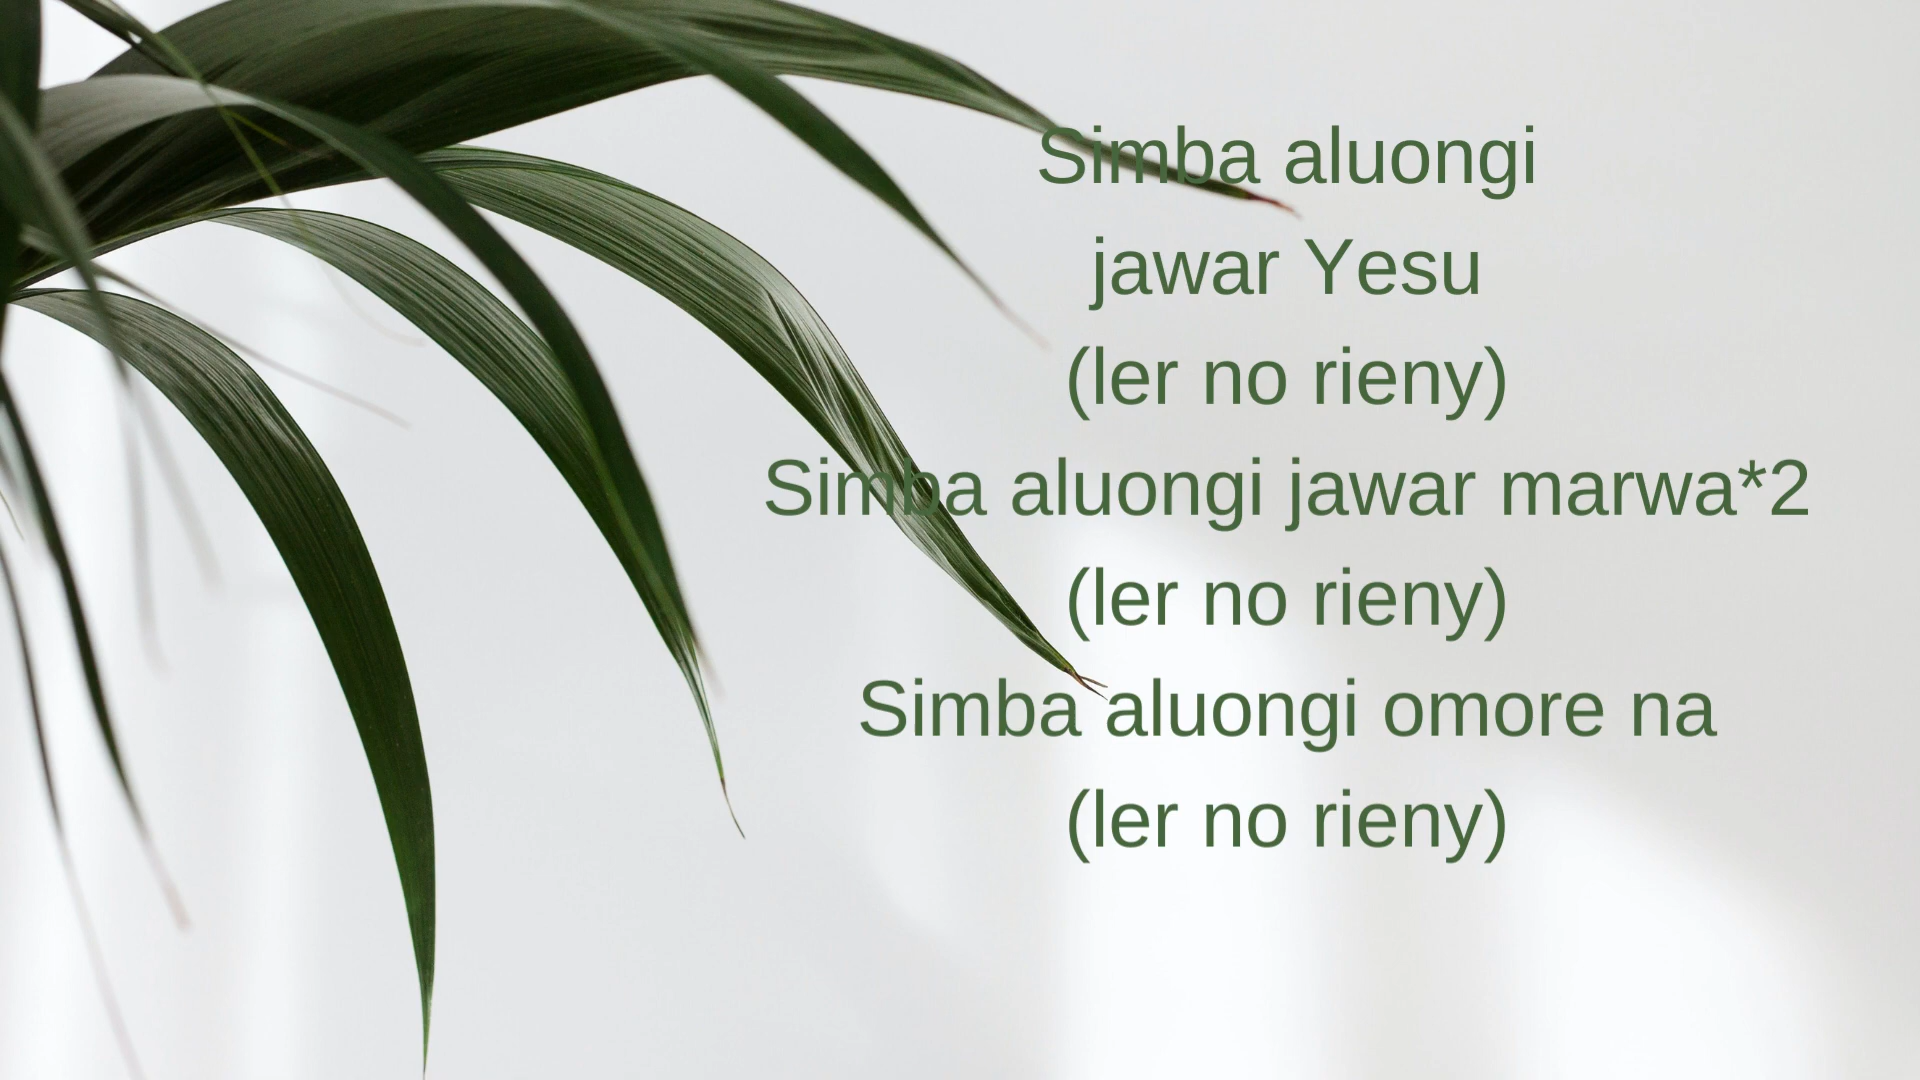 Simba aluongi
jawar Yesu
(ler no rieny)
Simba aluongi jawar marwa*2
(ler no rieny)
Simba aluongi omore na
(ler no rieny)